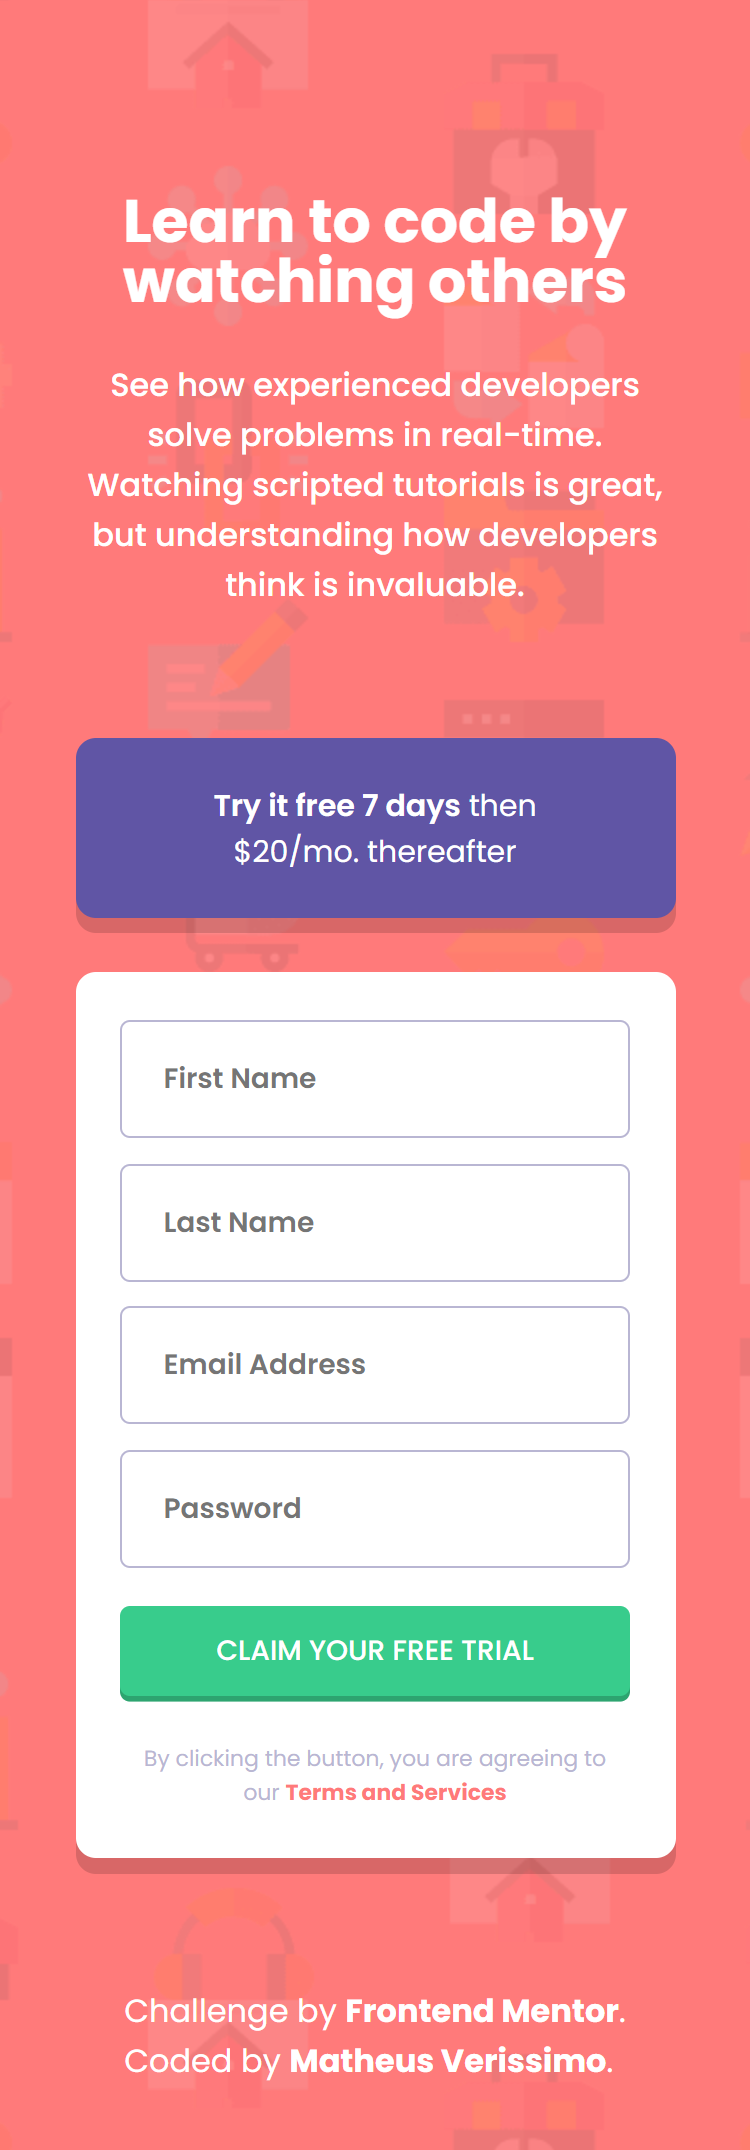 Learn to code by
watching others
See how experienced developers
solve problems in real-time.
Watching scripted tutorials is great,
but understanding how developers
think is invaluable.
Try it free 7 days then
$20/mo. thereafter
First Name
Last Name
Email Address
Password
CLAIM YOUR FREE TRIAL
By clicking the button, you are agreeing to
our Terms and Services
Challenge by Frontend Mentor.
Coded by Matheus Verissimo.